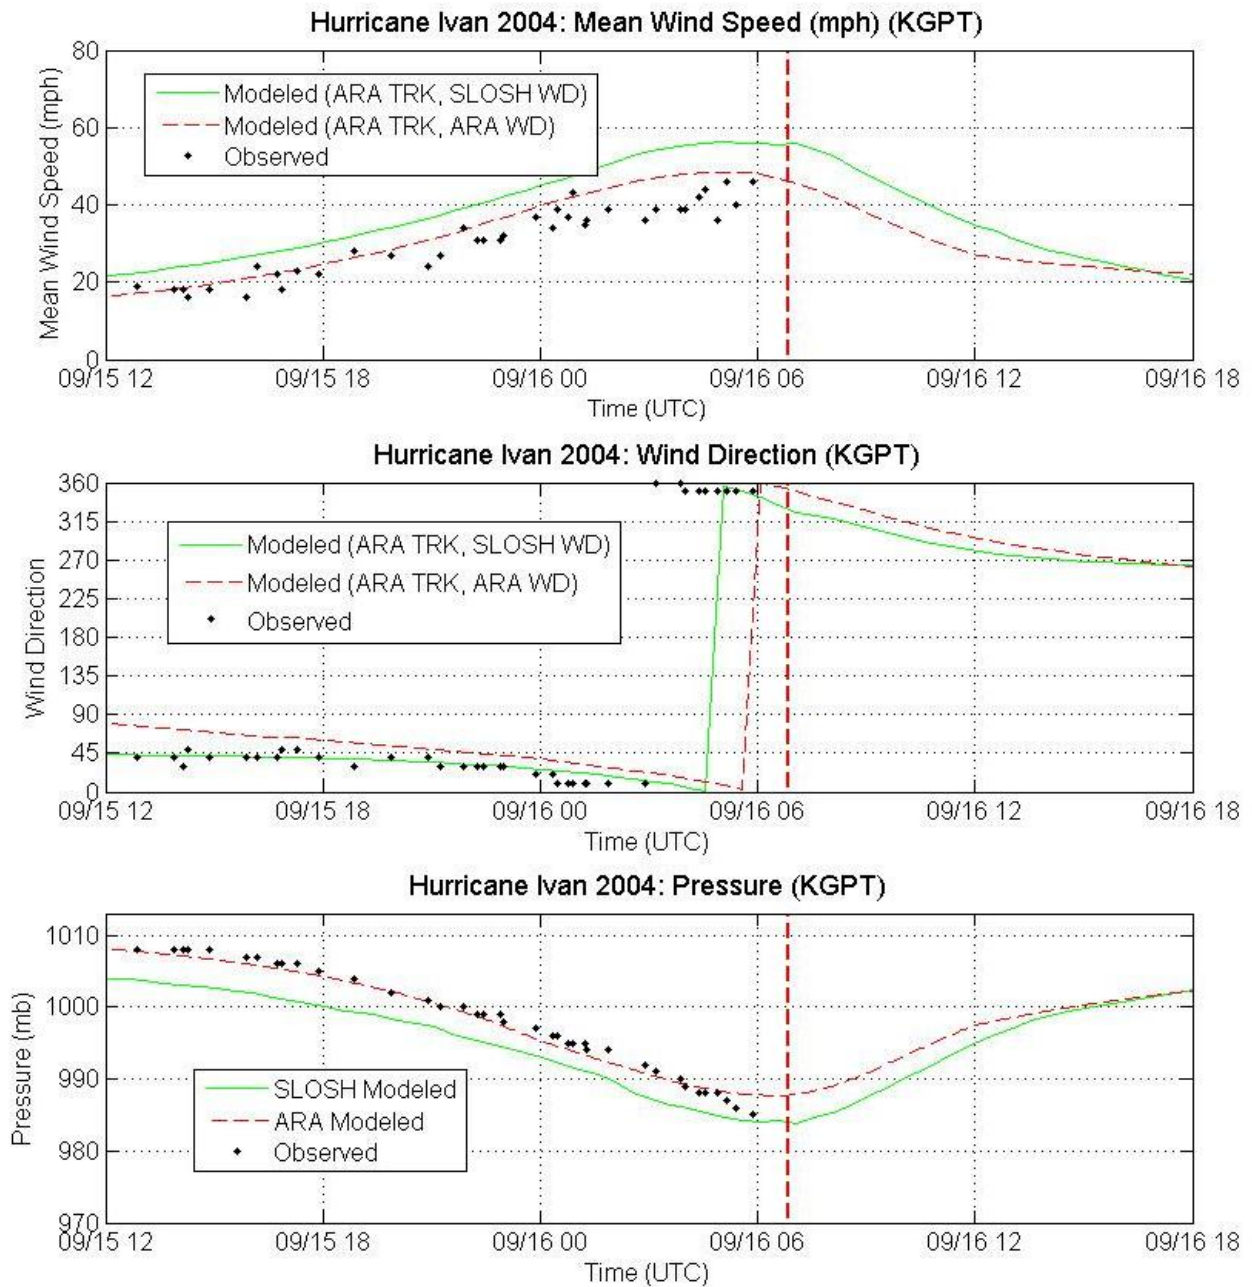 Hurricane Ivan 2004: Mean Wind Speed (mph) (KGPT)
80
60
40
20
0
Mean Wind Speed (mph)
Modeled (ARA TRK, SLOSH WD)
Modeled (ARA TRK, ARA WD)
Observed
09/15 12 09/15 18 09/16 00 09/16 06 09/16 12 09/16 18
Time (UTC)
Hurricane Ivan 2004: Wind Direction (KGPT)
360
315
270
225
180
135
90
45
0
Wind Direction
Modeled (ARA TRK, SLOSH WD)
Modeled (ARA TRK, ARA WD)
Observed
09/15 12 09/15 18 09/16 00 09/16 06 09/16 12 09/16 18
Time (UTC)
Hurricane Ivan 2004: Pressure (KGPT)
1010
1000
990
980
970
Pressure (mb)
SLOSH Modeled
ARA Modeled
Observed
09/15 12 09/15 18 09/16 00 09/16 06 09/16 12 09/16 18
Time (UTC)